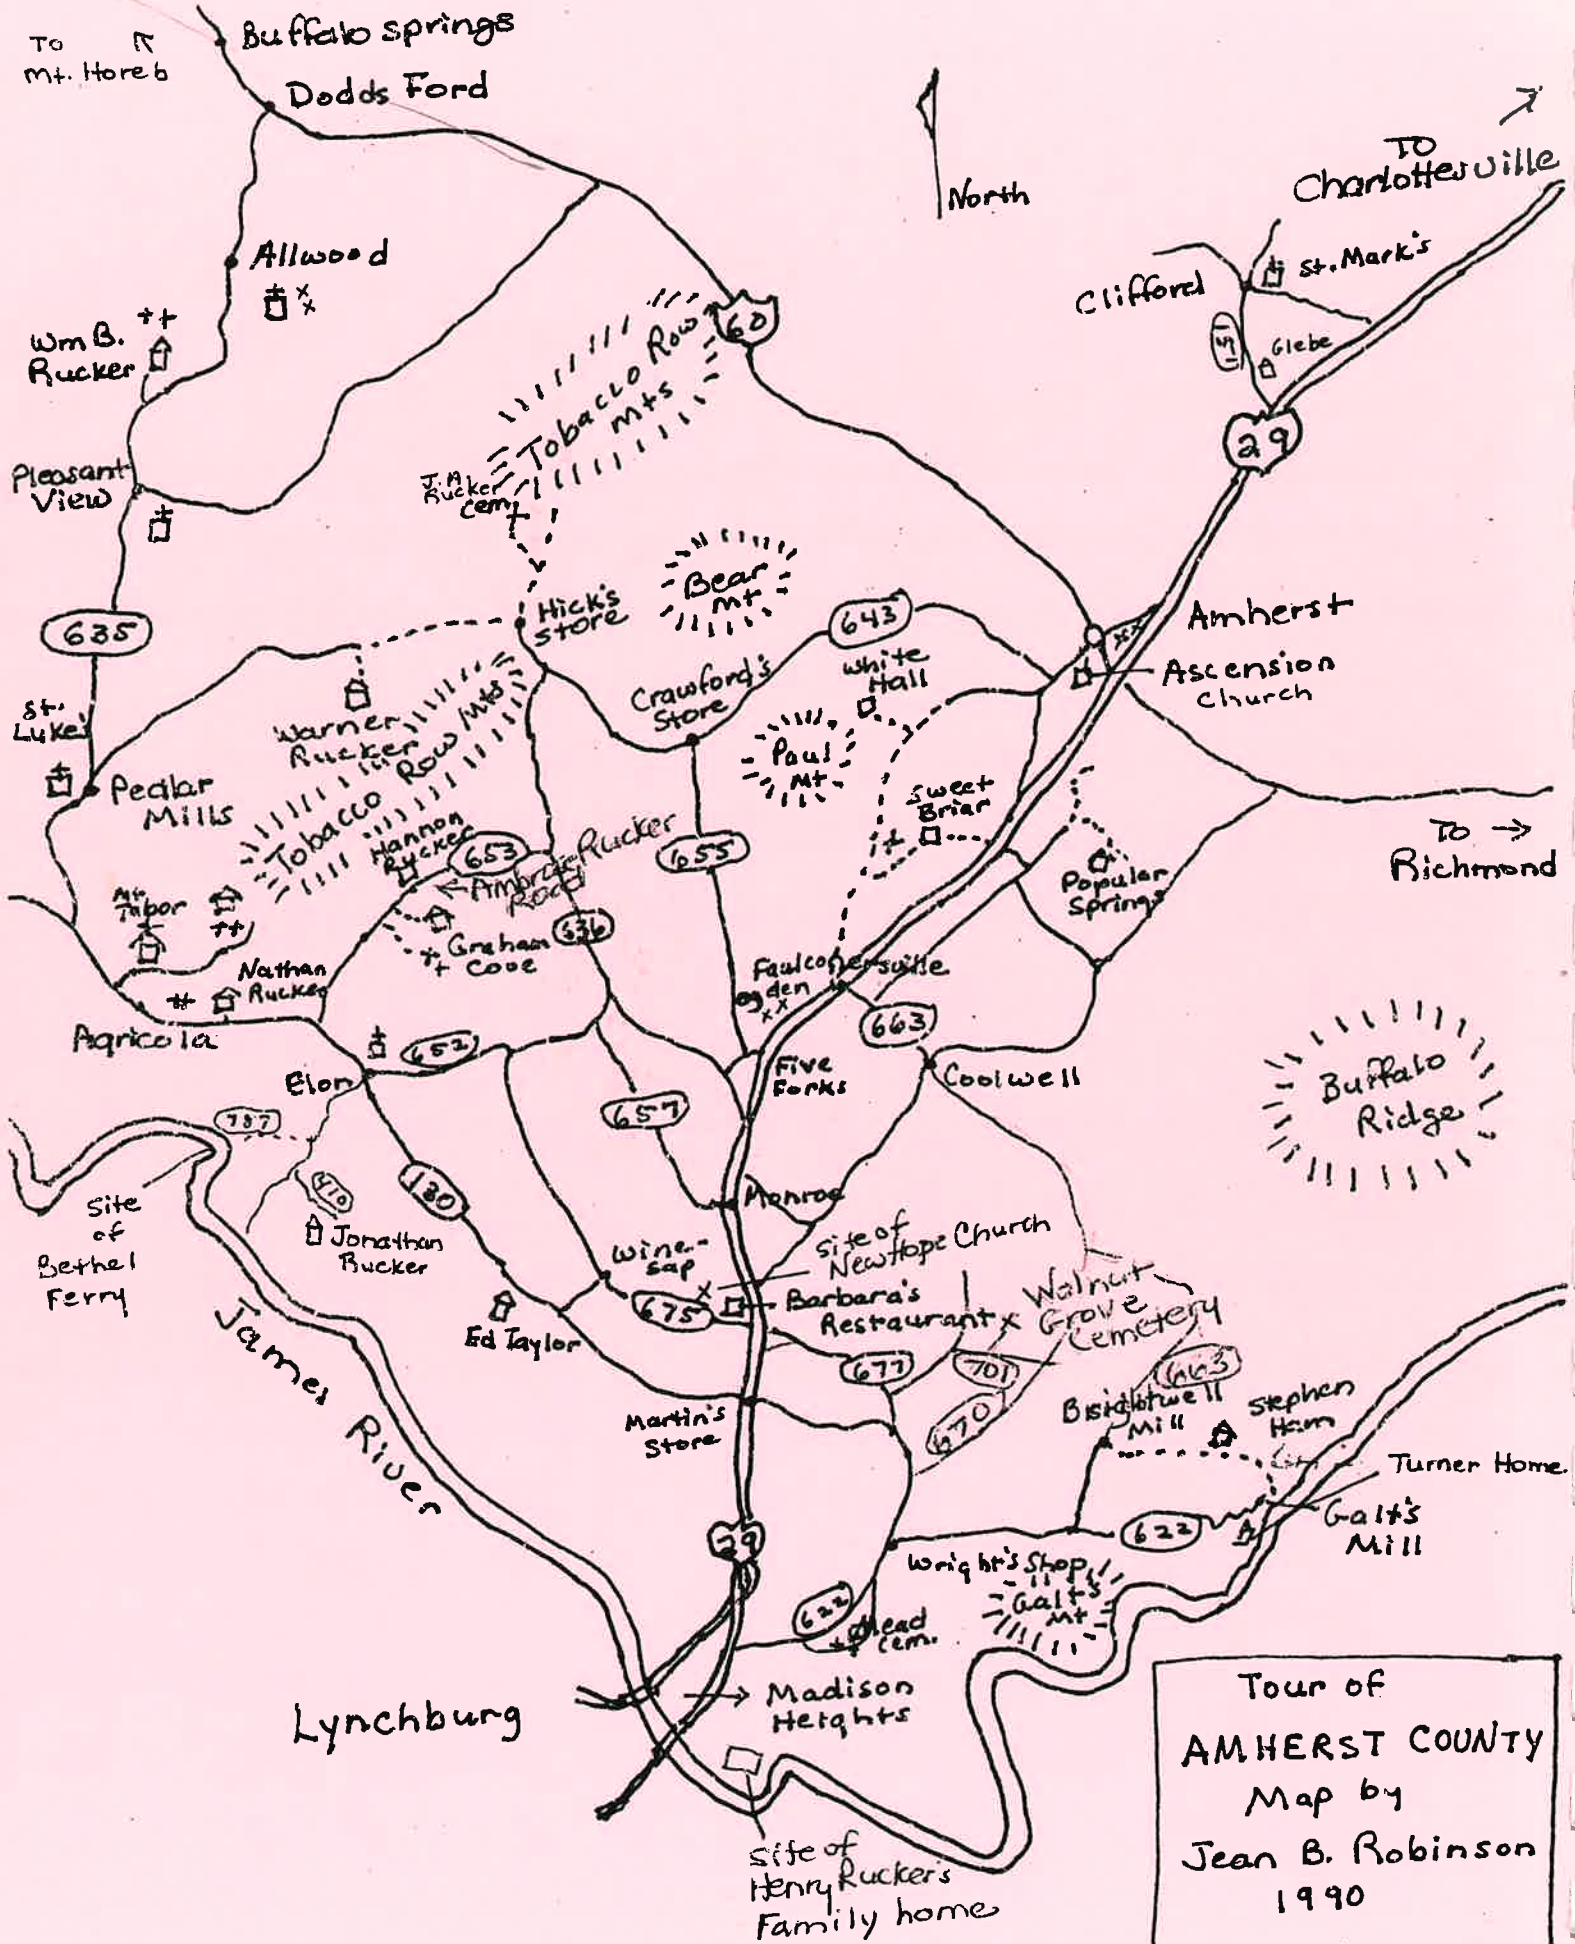 Buffalo springs
To
Mt. Horeb
Dodds Ford
North
To
Charlottesville
Allwood
St. Mark's
Clifford
60
Wm B.
Rucker
Glebe
Tobacco Row
Mts
29
Pleasant
View
J.A
Rucker
Cem
Bear
Mt
Hick's
Store
635
643
Amherst
White
Hall
Ascension
Church
Crawford's
Store
St.
Luke's
Warner
Rucker
Tobacco Row Mts
Paul
Mt
Pedlar
Mills
Sweet
Briar
To
Richmond
Hannon
Rucker
653
Ambrose Rucker
Road
655
Popular
Springs
Mt.
Tabor
Graham
Cove
636
Nathan
Rucker
Faulconersville
Ogden
663
Agricola
652
Elon
Five
Forks
Coolwell
Buffalo
Ridge
787
657
130
Monroe
Site
of
Bethel
Ferry
Jonathan
Rucker
Wine-
sap
Site of
New Hope Church
675
Barbara's
Restaurant
Walnut
Grove
Cemetery
Ed Taylor
James
River
677
701
663
670
Martin's
Store
Mill
Stephen
Ham
Turner Home
Galt's
Mill
29
622
Wright's Shop
Galt's
Mt
622
Head
Cem.
Lynchburg
Madison
Heights
Site of
Henry Rucker's
Family home
Tour of
AMHERST COUNTY
Map by
Jean B. Robinson
1990